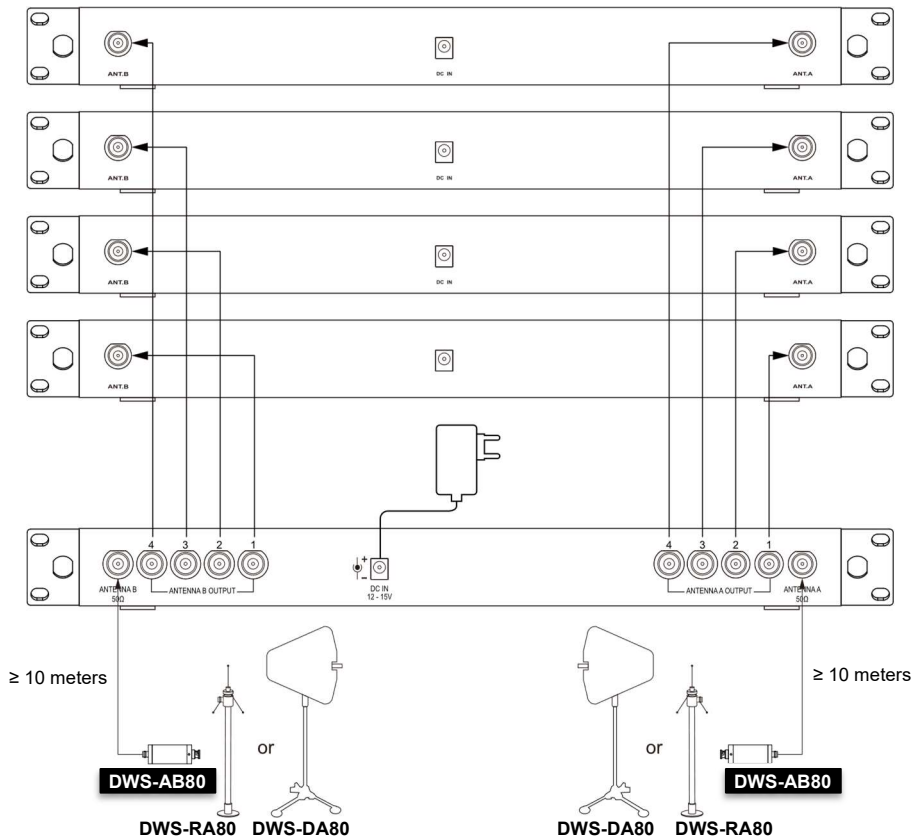 ANT.B
DC IN
ANT.A
ANT.B
DC IN
ANT.A
ANT.B
DC IN
ANT.A
ANT.B
ANT.A
4 3 2 1
4 3 2 1
+
−
ANTENNA B
50Ω
ANTENNA B OUTPUT
DC IN
12 - 15V
ANTENNA A OUTPUT
ANTENNA A
50Ω
≥ 10 meters
≥ 10 meters
or
or
DWS-AB80
DWS-AB80
DWS-RA80 DWS-DA80
DWS-DA80 DWS-RA80